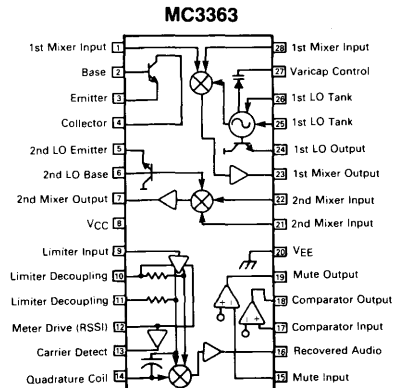 MC3363
1st Mixer Input 1
Base 2
Emitter 3
Collector 4
2nd LO Emitter 5
2nd LO Base 6
2nd Mixer Output 7
VCC 8
Limiter Input 9
Limiter Decoupling 10
Limiter Decoupling 11
Meter Drive (RSSI) 12
Carrier Detect 13
Quadrature Coil 14
28 1st Mixer Input
27 Varicap Control
26 1st LO Tank
25 1st LO Tank
24 1st LO Output
23 1st Mixer Output
22 2nd Mixer Input
21 2nd Mixer Input
20 VEE
19 Mute Output
18 Comparator Output
17 Comparator Input
16 Recovered Audio
15 Mute Input